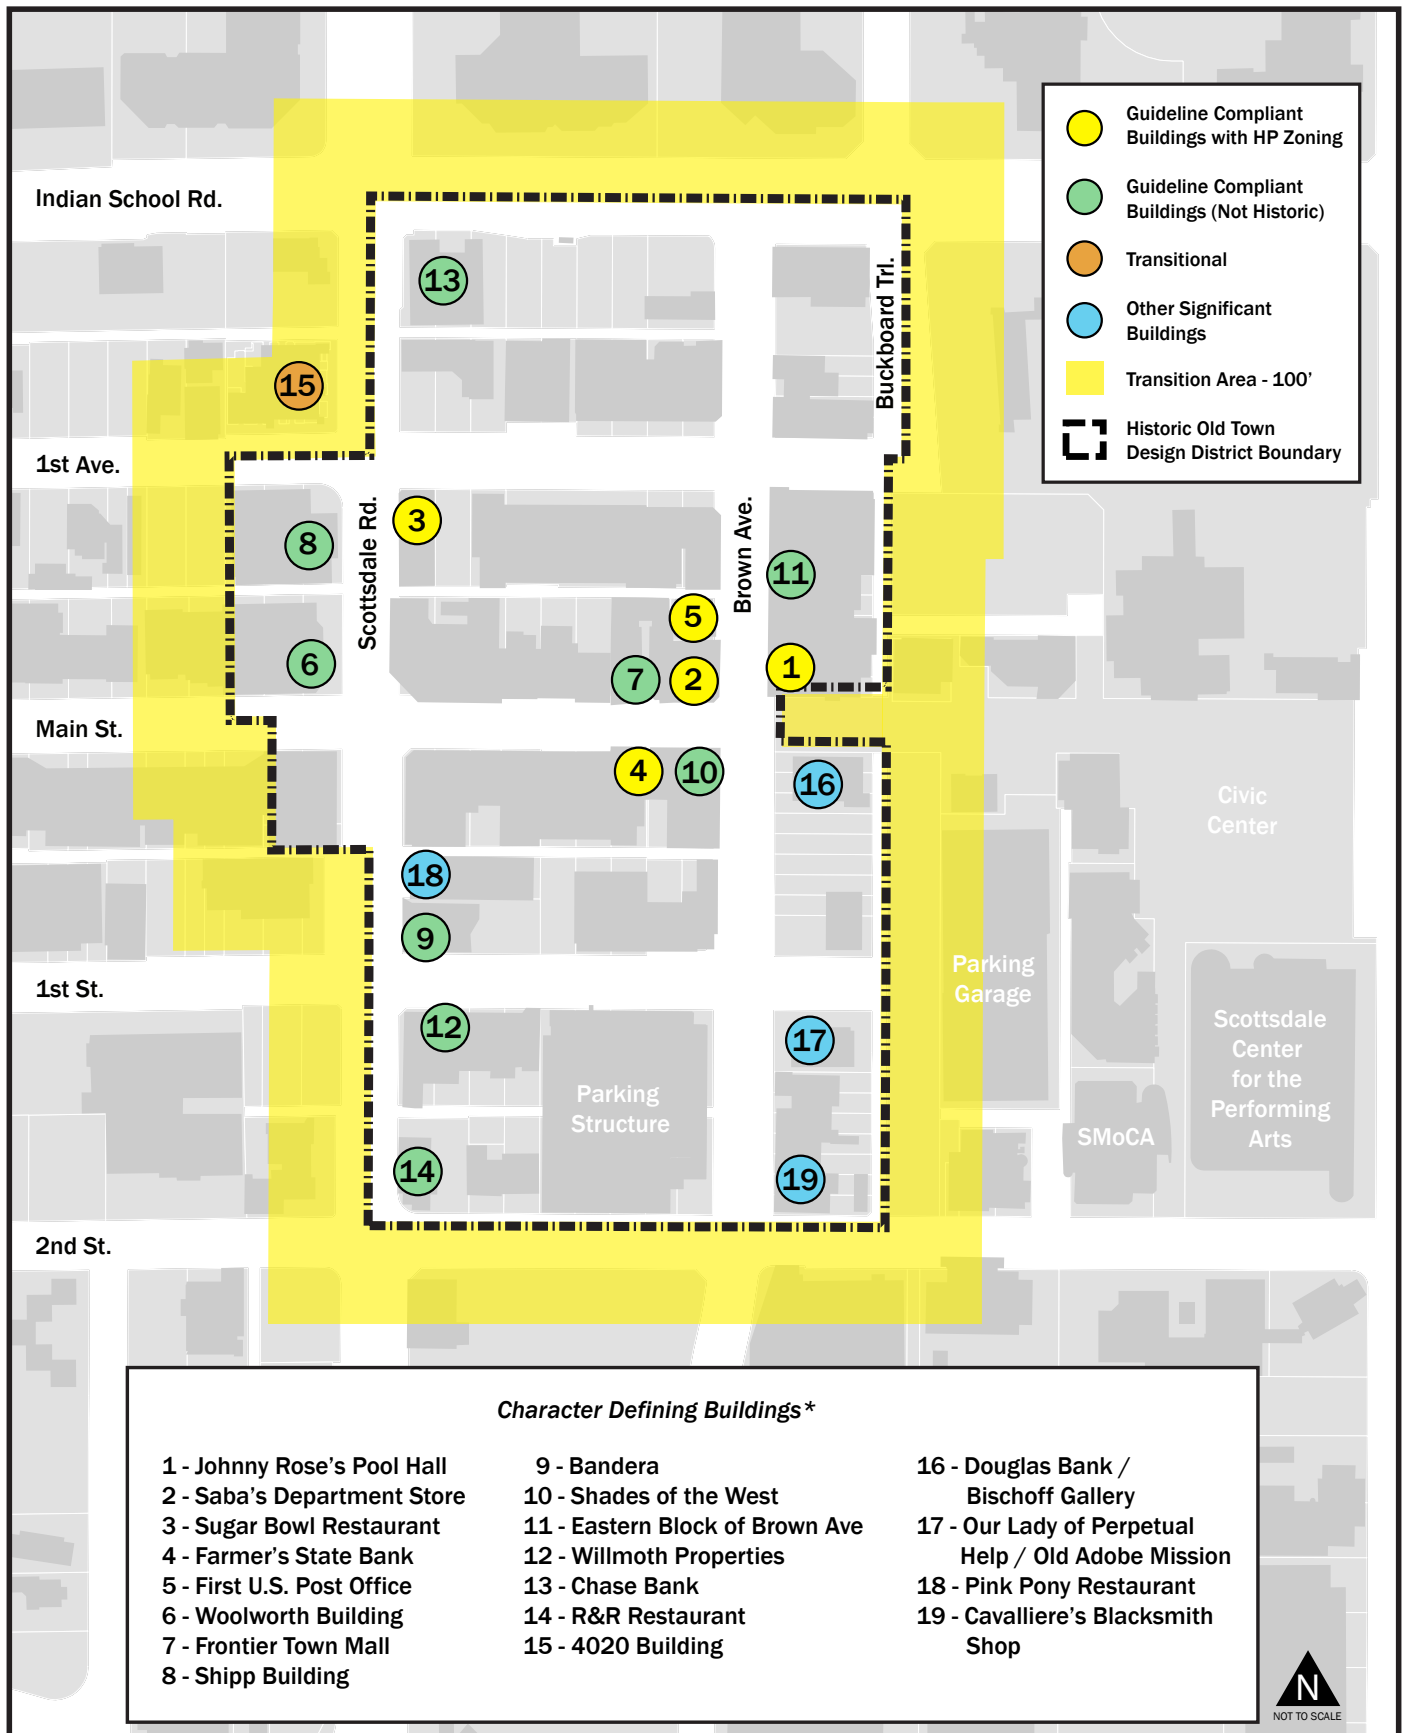 Guideline Compliant
Buildings with HP Zoning
Guideline Compliant
Buildings (Not Historic)
Transitional
Other Significant
Buildings
Transition Area - 100’
Historic Old Town
Design District Boundary
Indian School Rd.
13
Buckboard Trl.
15
1st Ave.
Scottsdale Rd.
3
8
Brown Ave.
11
5
6
7
2
1
Main St.
4
10
16
Civic
Center
18
9
Parking
Garage
1st St.
12
17
Scottsdale
Center
for the
Performing
Arts
Parking
Structure
SMoCA
14
19
2nd St.
Character Defining Buildings*
1 - Johnny Rose’s Pool Hall
2 - Saba’s Department Store
3 - Sugar Bowl Restaurant
4 - Farmer’s State Bank
5 - First U.S. Post Office
6 - Woolworth Building
7 - Frontier Town Mall
8 - Shipp Building
9 - Bandera
10 - Shades of the West
11 - Eastern Block of Brown Ave
12 - Willmoth Properties
13 - Chase Bank
14 - R&R Restaurant
15 - 4020 Building
16 - Douglas Bank /
Bischoff Gallery
17 - Our Lady of Perpetual
Help / Old Adobe Mission
18 - Pink Pony Restaurant
19 - Cavalliere’s Blacksmith
Shop
N
NOT TO SCALE